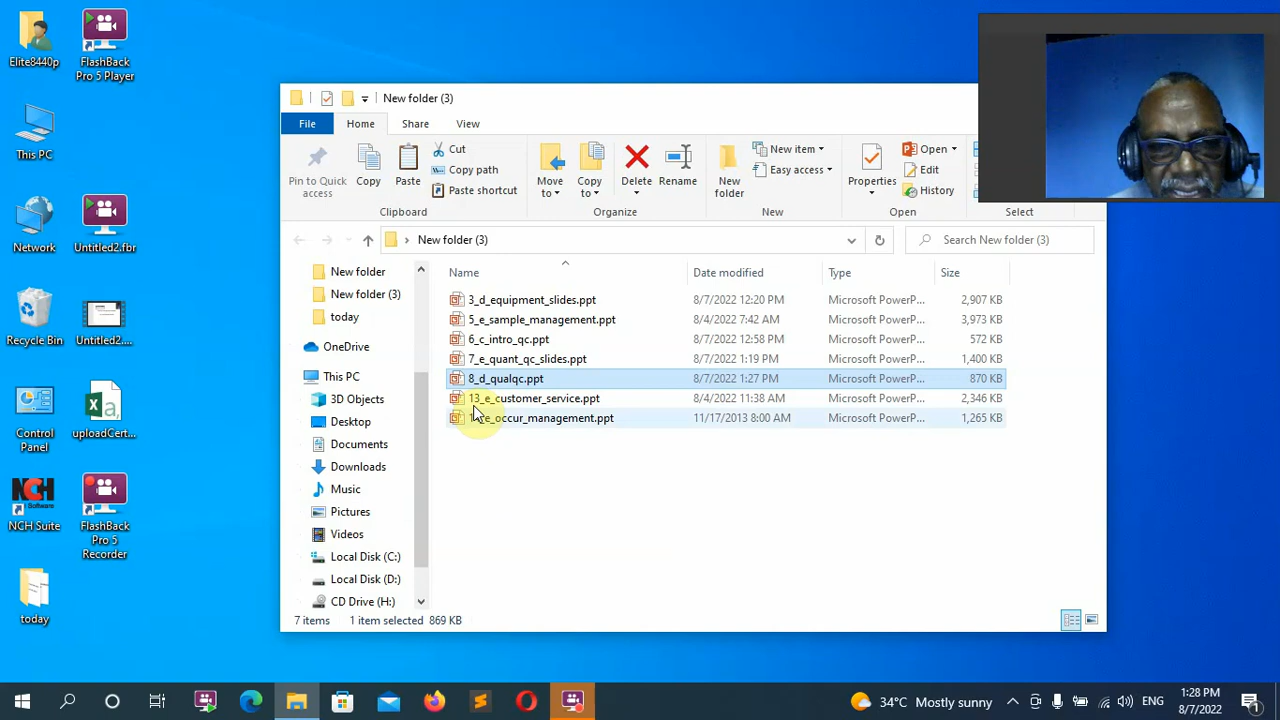 Elite8440p
FlashBack
Pro 5 Player
This PC
Network
Untitled2.fbr
Recycle Bin
Untitled2....
Control
Panel
uploadCert...
NCH Suite
FlashBack
Pro 5
Recorder
today
New folder (3)
File
Home
Share
View
Pin to Quick
access
Copy
Paste
Cut
Copy path
Paste shortcut
Clipboard
Move
to
Copy
to
Delete
Rename
Organize
New
folder
New item
Easy access
New
Properties
Open
Edit
History
Open
Select
New folder (3)
Search New folder (3)
New folder
New folder (3)
today
OneDrive
This PC
3D Objects
Desktop
Documents
Downloads
Music
Pictures
Videos
Local Disk (C:)
Local Disk (D:)
CD Drive (H:)
Name Date modified Type Size
3_d_equipment_slides.ppt 8/7/2022 12:20 PM Microsoft PowerP... 2,907 KB
5_e_sample_management.ppt 8/4/2022 7:42 AM Microsoft PowerP... 3,973 KB
6_c_intro_qc.ppt 8/7/2022 12:58 PM Microsoft PowerP... 572 KB
7_e_quant_qc_slides.ppt 8/7/2022 1:19 PM Microsoft PowerP... 1,400 KB
8_d_qualqc.ppt 8/7/2022 1:27 PM Microsoft PowerP... 870 KB
13_e_customer_service.ppt 8/4/2022 11:38 AM Microsoft PowerP... 2,346 KB
e_occur_management.ppt 11/17/2013 8:00 AM Microsoft PowerP... 1,265 KB
7 items 1 item selected 869 KB
34° Mostly sunny
ENG
1:28 PM
8/7/2022